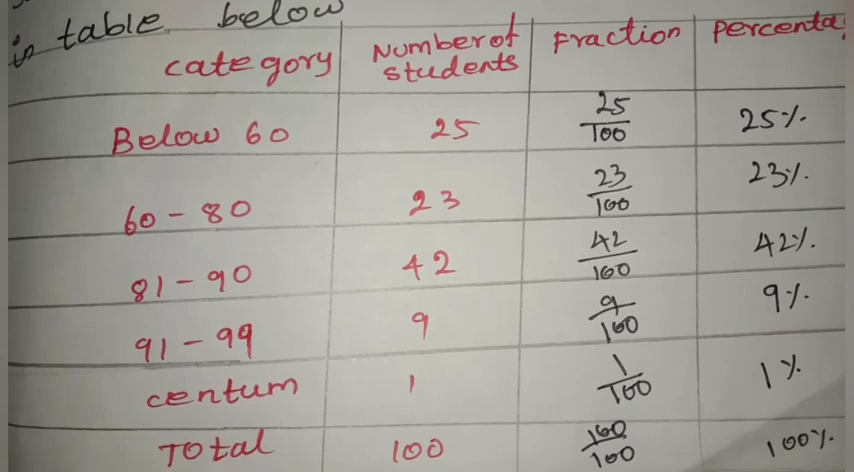 in table below
category Number of students Fraction Percenta
Below 60 25 25/100 25%
60-80 23 23/100 23%
81-90 42 42/100 42%
91-99 9 9/100 9%
centum 1 1/100 1%
Total 100 100/100 100%